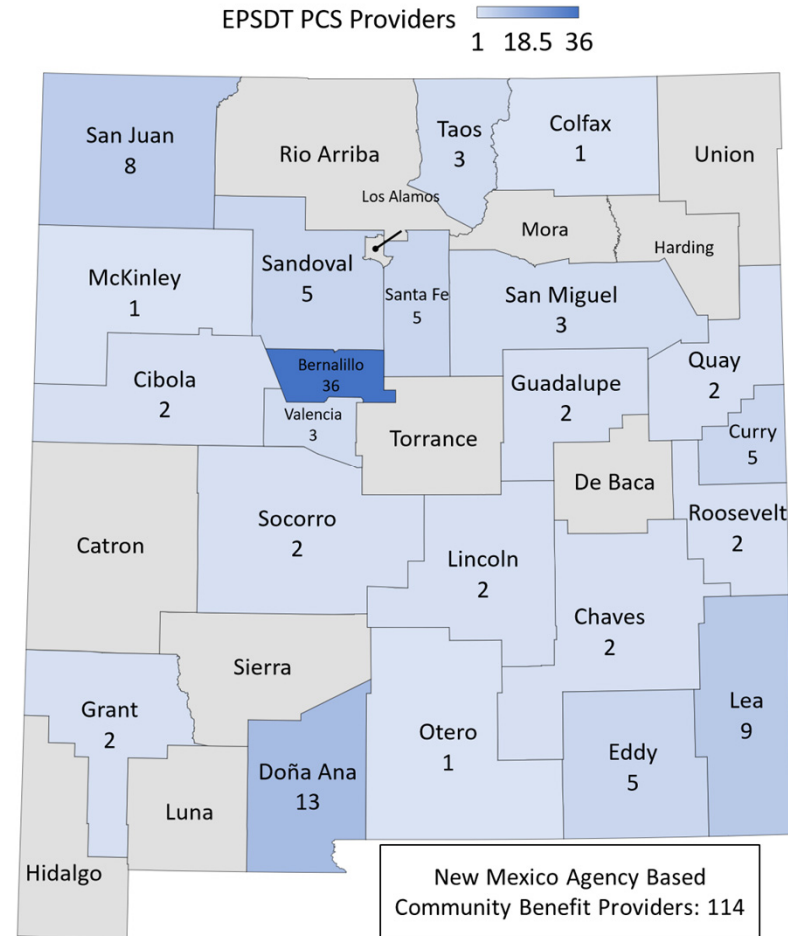 EPSDT PCS Providers
1 18.5 36
San Juan
8
Rio Arriba
Taos
3
Colfax
1
Union
Los Alamos
Mora
Harding
McKinley
1
Sandoval
5
Santa Fe
5
San Miguel
3
Bernalillo
36
Cibola
2
Valencia
3
Guadalupe
2
Quay
2
Curry
5
Torrance
De Baca
Roosevelt
2
Catron
Socorro
2
Lincoln
2
Chaves
2
Sierra
Grant
2
Otero
1
Lea
9
Eddy
5
Doña Ana
13
Luna
Hidalgo
New Mexico Agency Based
Community Benefit Providers: 114